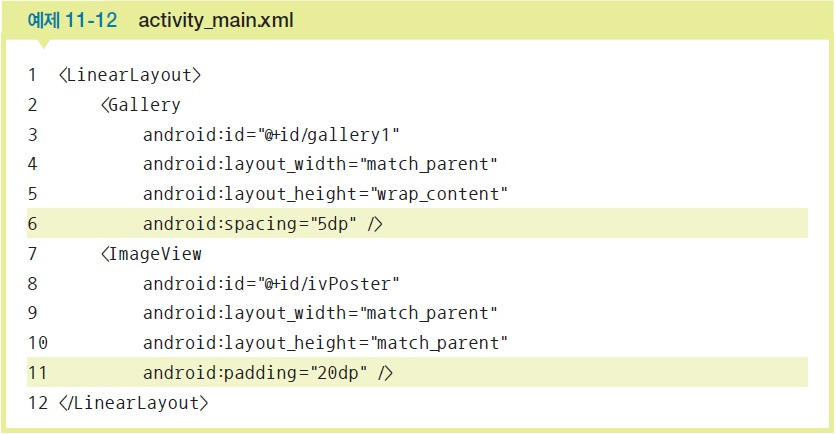 예제 11-12 activity_main.xml
1 <LinearLayout>
2 <Gallery
3 android:id="@+id/gallery1"
4 android:layout_width="match_parent"
5 android:layout_height="wrap_content"
6 android:spacing="5dp" />
7 <ImageView
8 android:id="@+id/ivPoster"
9 android:layout_width="match_parent"
10 android:layout_height="match_parent"
11 android:padding="20dp" />
12 </LinearLayout>